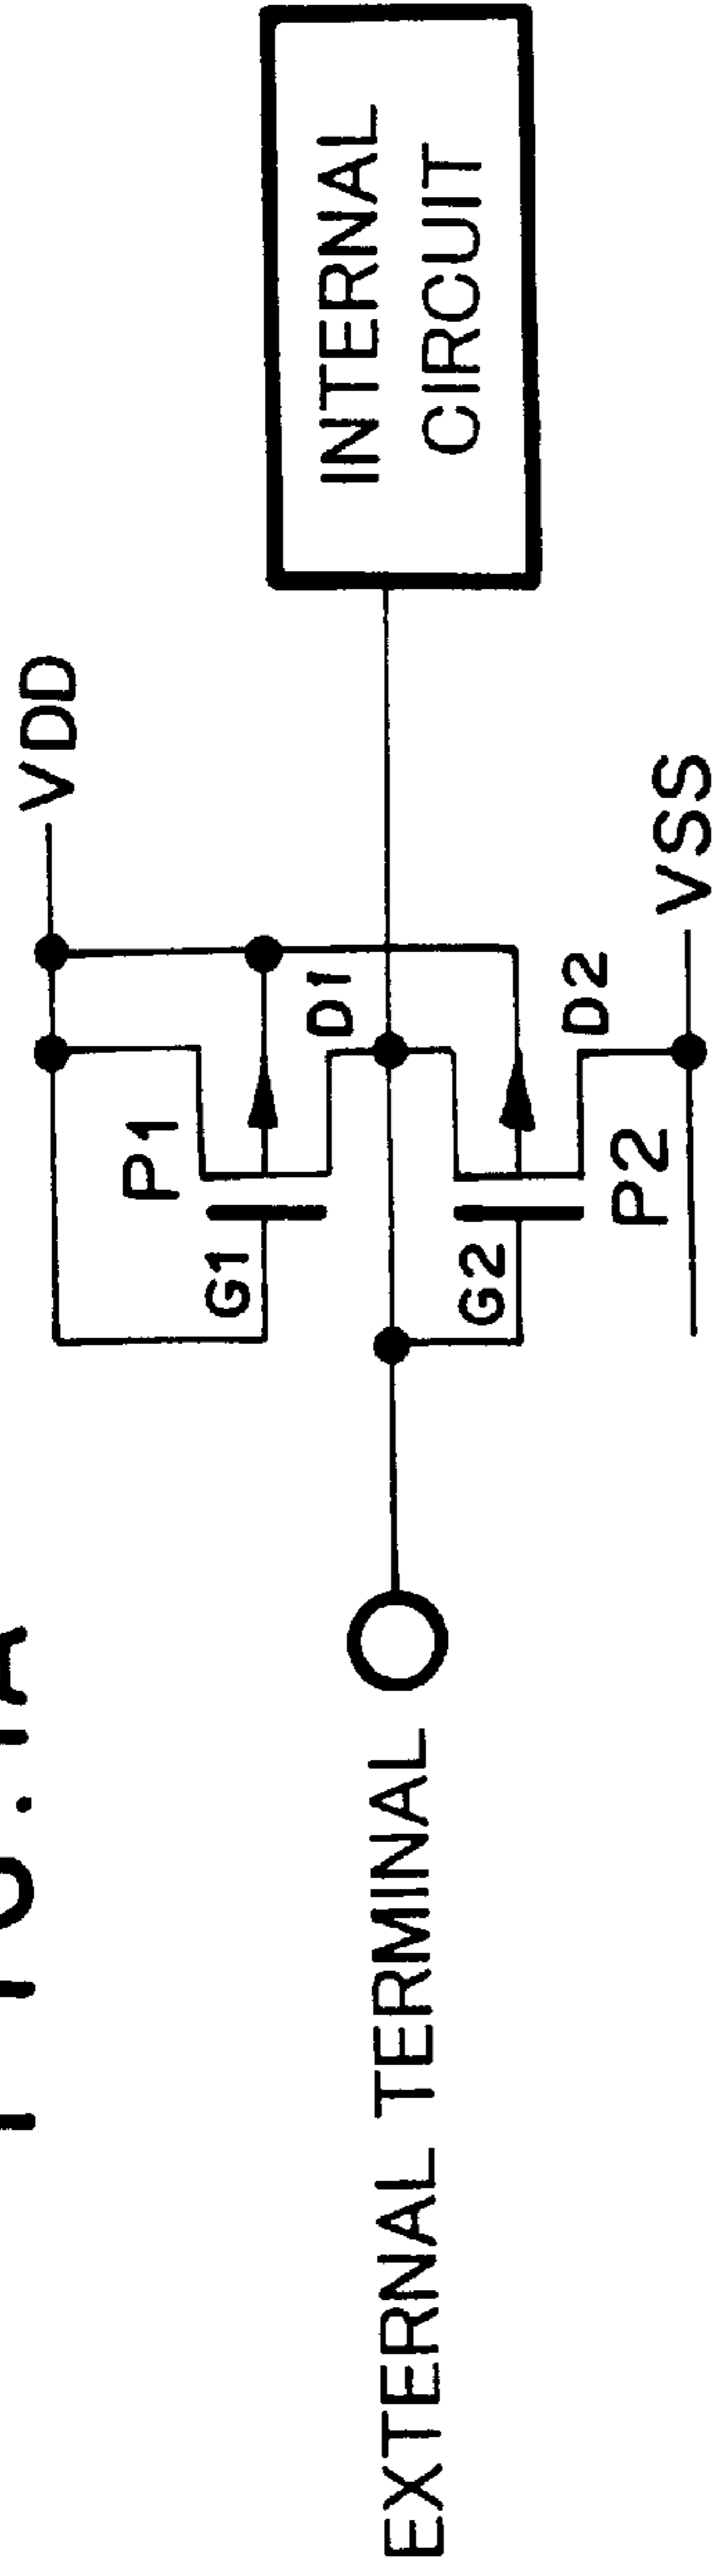 VDD
P1
G1
D1
EXTERNAL TERMINAL
INTERNAL
CIRCUIT
G2
D2
P2
VSS